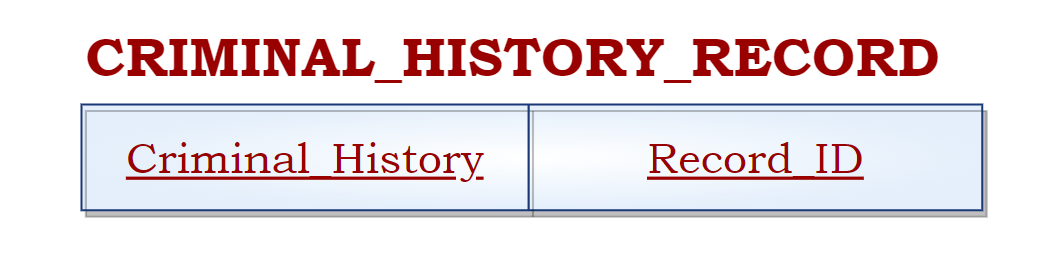 CRIMINAL_HISTORY_RECORD
Criminal_History Record_ID